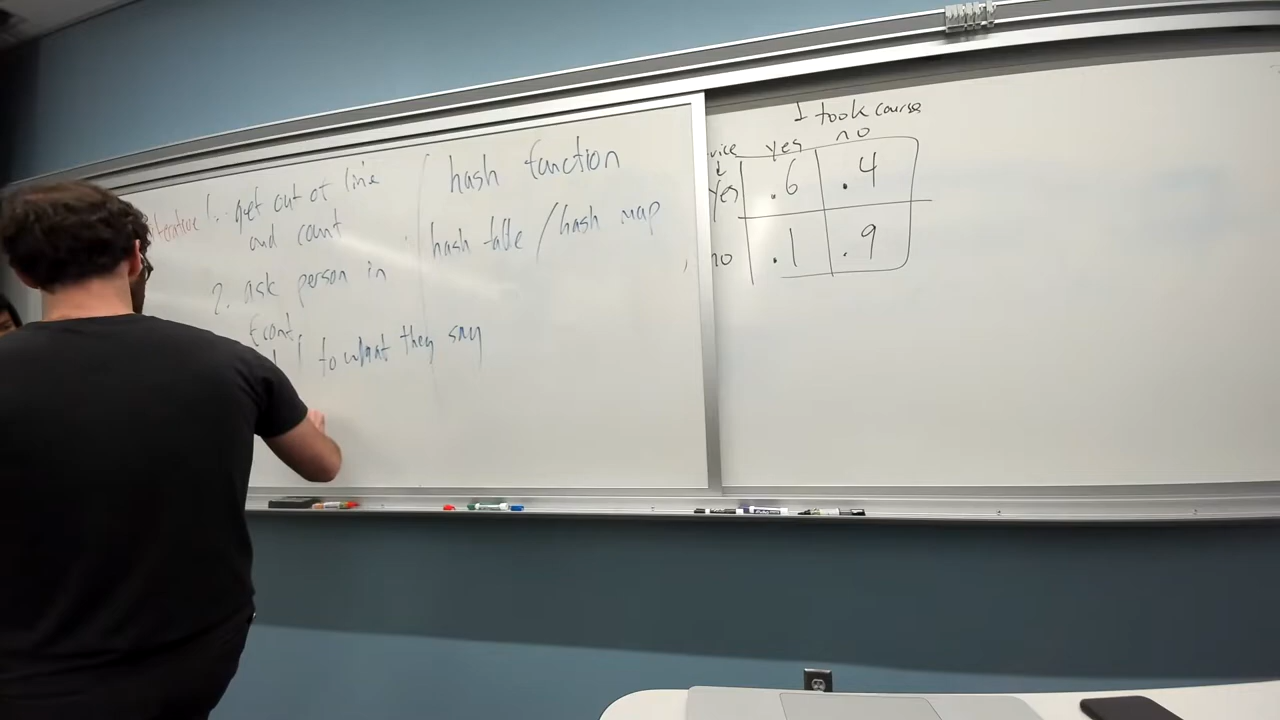 1. get out of line
and count
2. ask person in
front
to what they say
hash function
hash table / hash map
I took course
yes no
yes .6 .4
no .1 .9